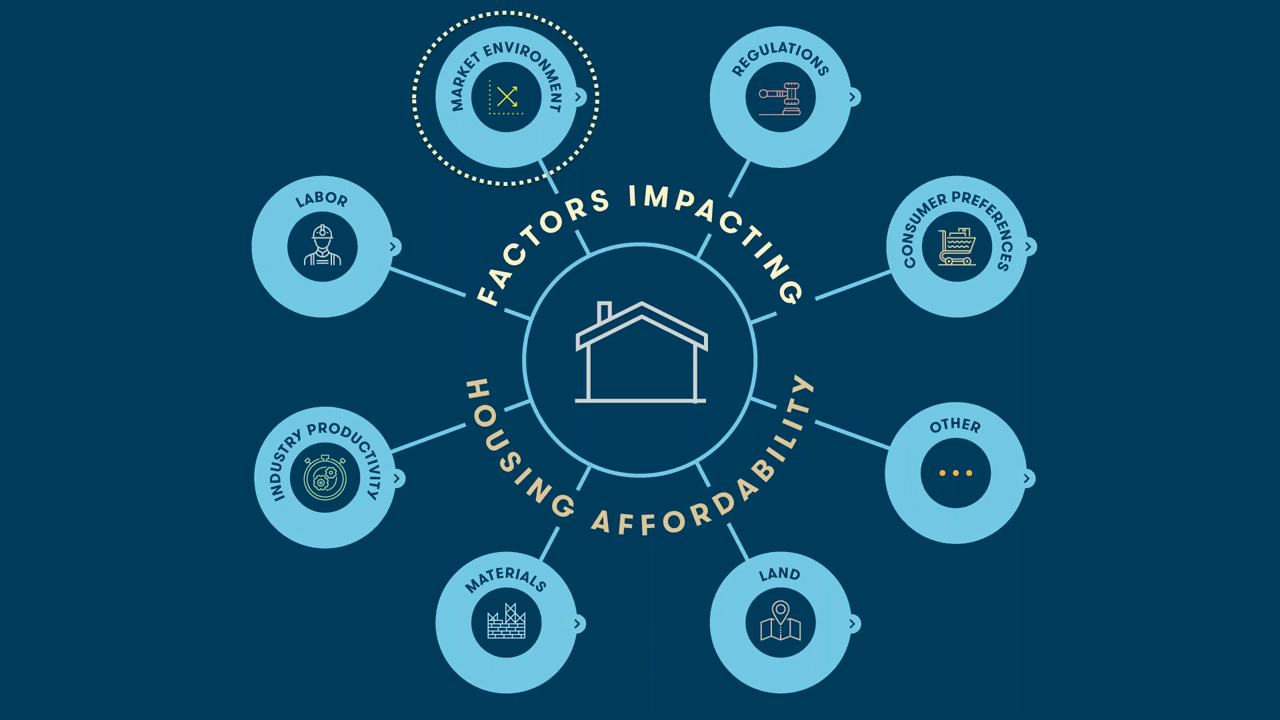 MARKET ENVIRONMENT
REGULATIONS
LABOR
CONSUMER PREFERENCES
FACTORS IMPACTING
HOUSING AFFORDABILITY
INDUSTRY PRODUCTIVITY
OTHER
MATERIALS
LAND